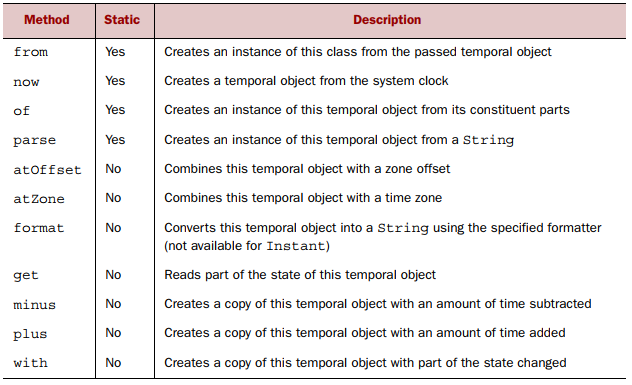 Method Static Description
from Yes Creates an instance of this class from the passed temporal object
now Yes Creates a temporal object from the system clock
of Yes Creates an instance of this temporal object from its constituent parts
parse Yes Creates an instance of this temporal object from a String
atOffset No Combines this temporal object with a zone offset
atZone No Combines this temporal object with a time zone
format No Converts this temporal object into a String using the specified formatter
(not available for Instant)
get No Reads part of the state of this temporal object
minus No Creates a copy of this temporal object with an amount of time subtracted
plus No Creates a copy of this temporal object with an amount of time added
with No Creates a copy of this temporal object with part of the state changed